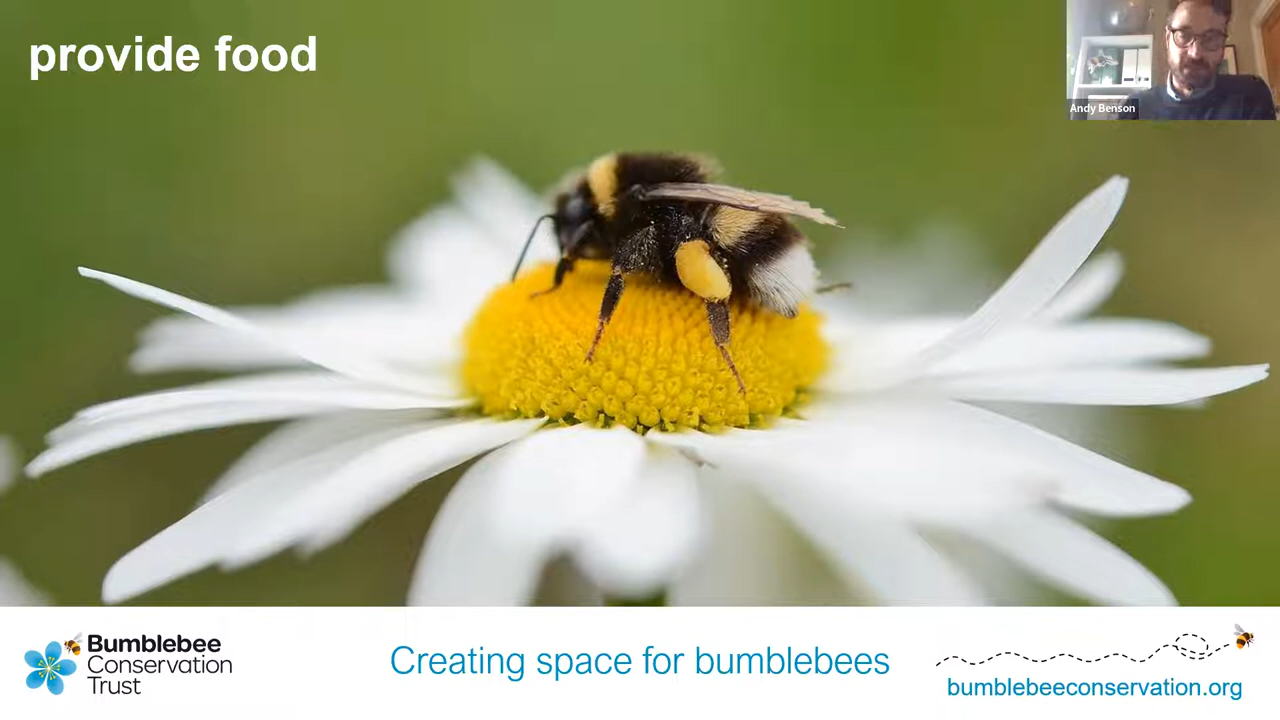 provide food
Andy Benson
Bumblebee
Conservation
Trust
Creating space for bumblebees
bumblebeeconservation.org